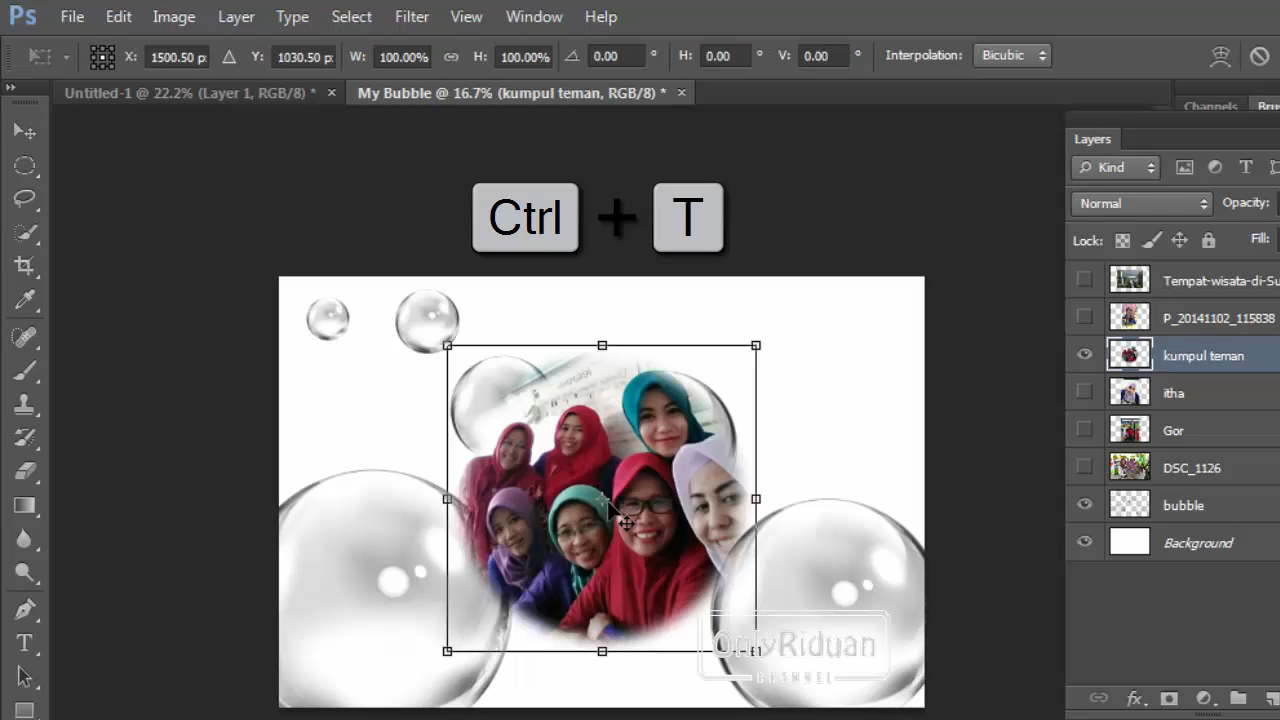 Ps File Edit Image Layer Type Select Filter View Window Help
X: 1500.50 p: Y: 1030.50 p: W: 100.00% H: 100.00% 0.00 ° H: 0.00 ° V: 0.00 ° Interpolation: Bicubic
Untitled-1 @ 22.2% (Layer 1, RGB/8) * × My Bubble @ 16.7% (kumpul teman, RGB/8) * ×
Channels Bru
Layers
Kind
Normal Opacity:
Lock: Fill:
Ctrl + T
Tempat-wisata-di-Su
P_20141102_115838
kumpul teman
itha
Gor
DSC_1126
bubble
Background
OnlyRiduan
CHANNEL
fx